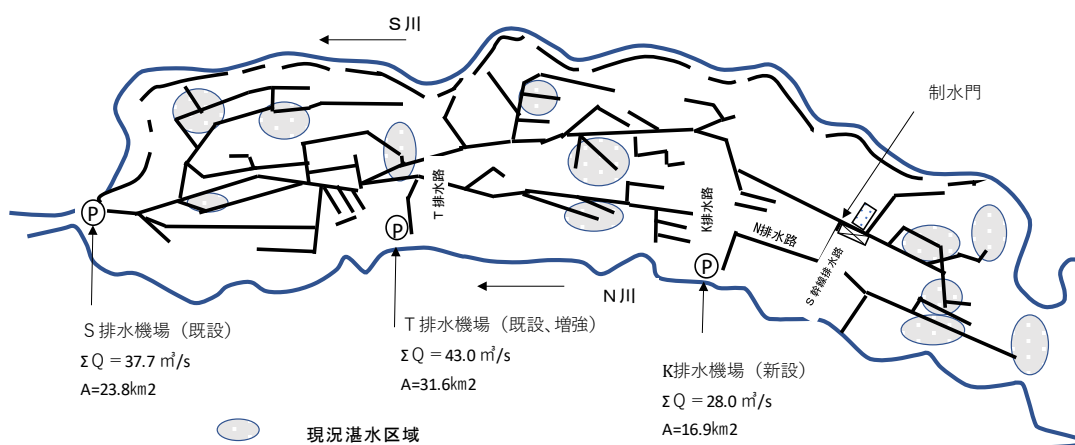 S川
制水門
T排水路
K排水路
N排水路
S幹線排水路
P
P
P
N川
S排水機場（既設）
ΣQ＝37.7 ㎥/s
A=23.8㎢
T排水機場（既設、増強）
ΣQ＝43.0 ㎥/s
A=31.6㎢
K排水機場（新設）
ΣQ＝28.0 ㎥/s
A=16.9㎢
現況湛水区域